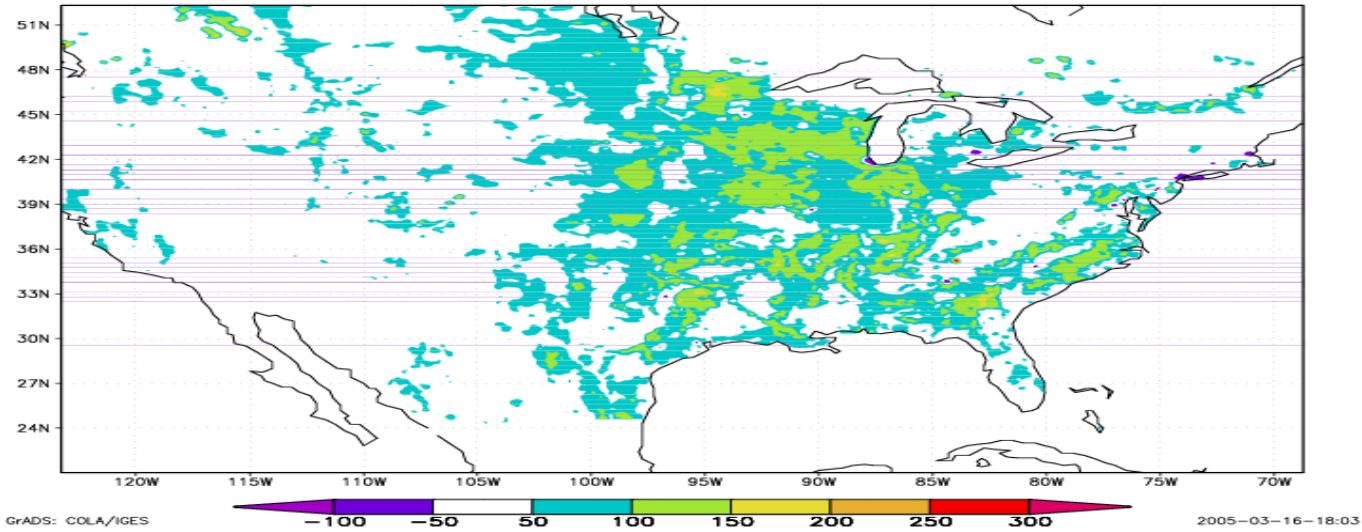 51N
48N
45N
42N
39N
36N
33N
30N
27N
24N
120W 115W 110W 105W 100W 95W 90W 85W 80W 75W 70W
-100 -50 50 100 150 200 250 300
GrADS: COLA/IGES 2005-03-16-18:03